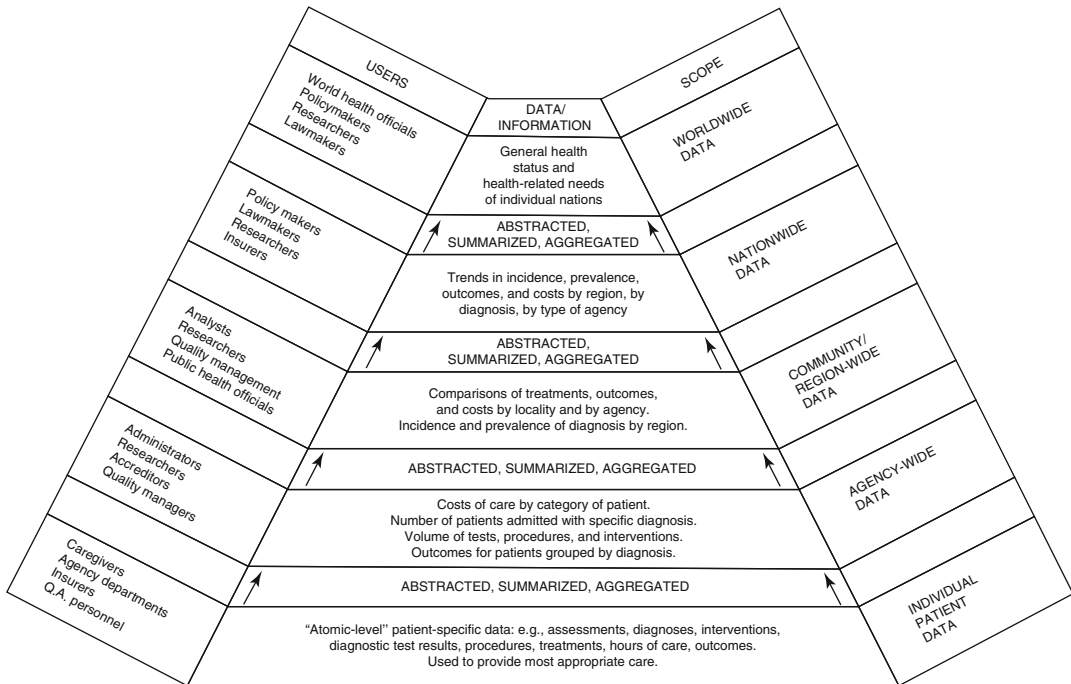 USERS
World health officials
Policymakers
Researchers
Lawmakers
Policy makers
Lawmakers
Researchers
Insurers
Analysts
Researchers
Quality management
Public health officials
Administrators
Researchers
Accreditors
Quality managers
Caregivers
Agency departments
Insurers
Q.A. personnel
DATA/
INFORMATION
General health
status and
health-related needs
of individual nations
ABSTRACTED,
SUMMARIZED, AGGREGATED
Trends in incidence, prevalence,
outcomes, and costs by region, by
diagnosis, by type of agency
ABSTRACTED,
SUMMARIZED, AGGREGATED
Comparisons of treatments, outcomes,
and costs by locality and by agency.
Incidence and prevalence of diagnosis by region.
ABSTRACTED, SUMMARIZED, AGGREGATED
Costs of care by category of patient.
Number of patients admitted with specific diagnosis.
Volume of tests, procedures, and interventions.
Outcomes for patients grouped by diagnosis.
ABSTRACTED, SUMMARIZED, AGGREGATED
“Atomic-level” patient-specific data: e.g., assessments, diagnoses, interventions,
diagnostic test results, procedures, treatments, hours of care, outcomes.
Used to provide most appropriate care.
SCOPE
WORLDWIDE
DATA
NATIONWIDE
DATA
COMMUNITY/
REGION-WIDE
DATA
AGENCY-WIDE
DATA
INDIVIDUAL
PATIENT
DATA